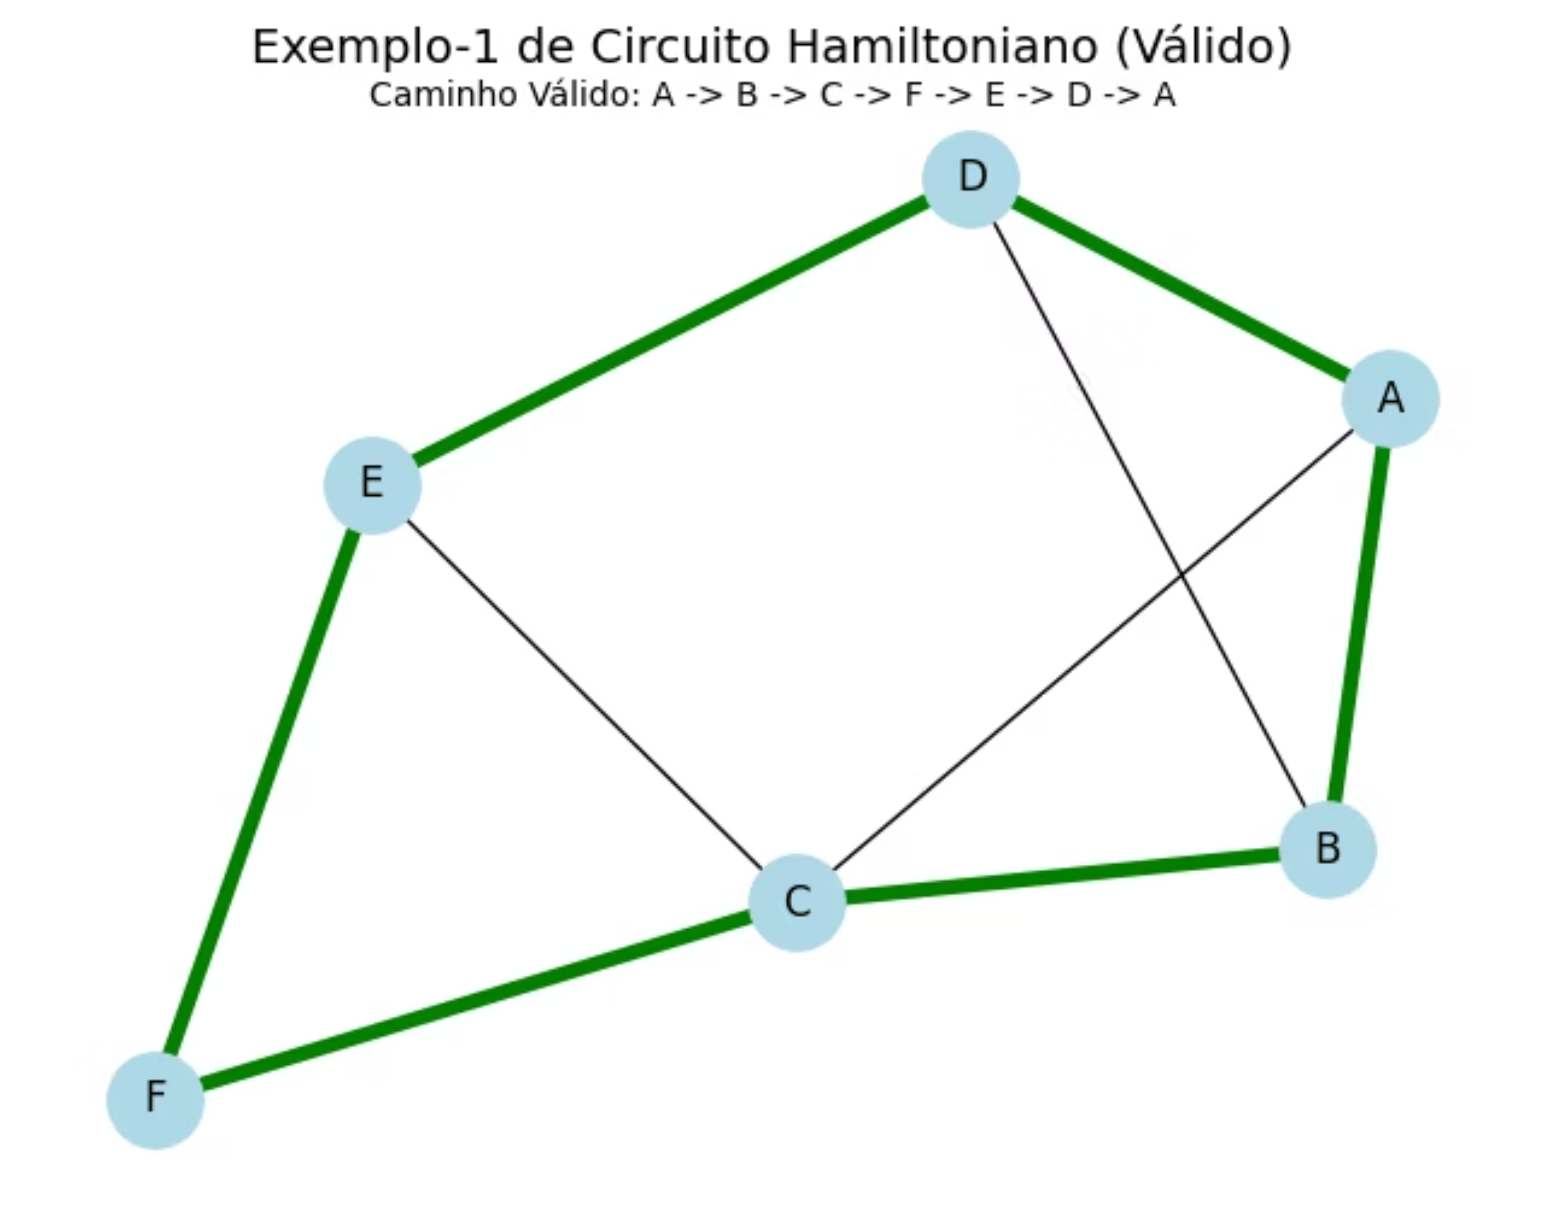 Exemplo-1 de Circuito Hamiltoniano (Válido)
Caminho Válido: A -> B -> C -> F -> E -> D -> A
D
A
E
B
C
F